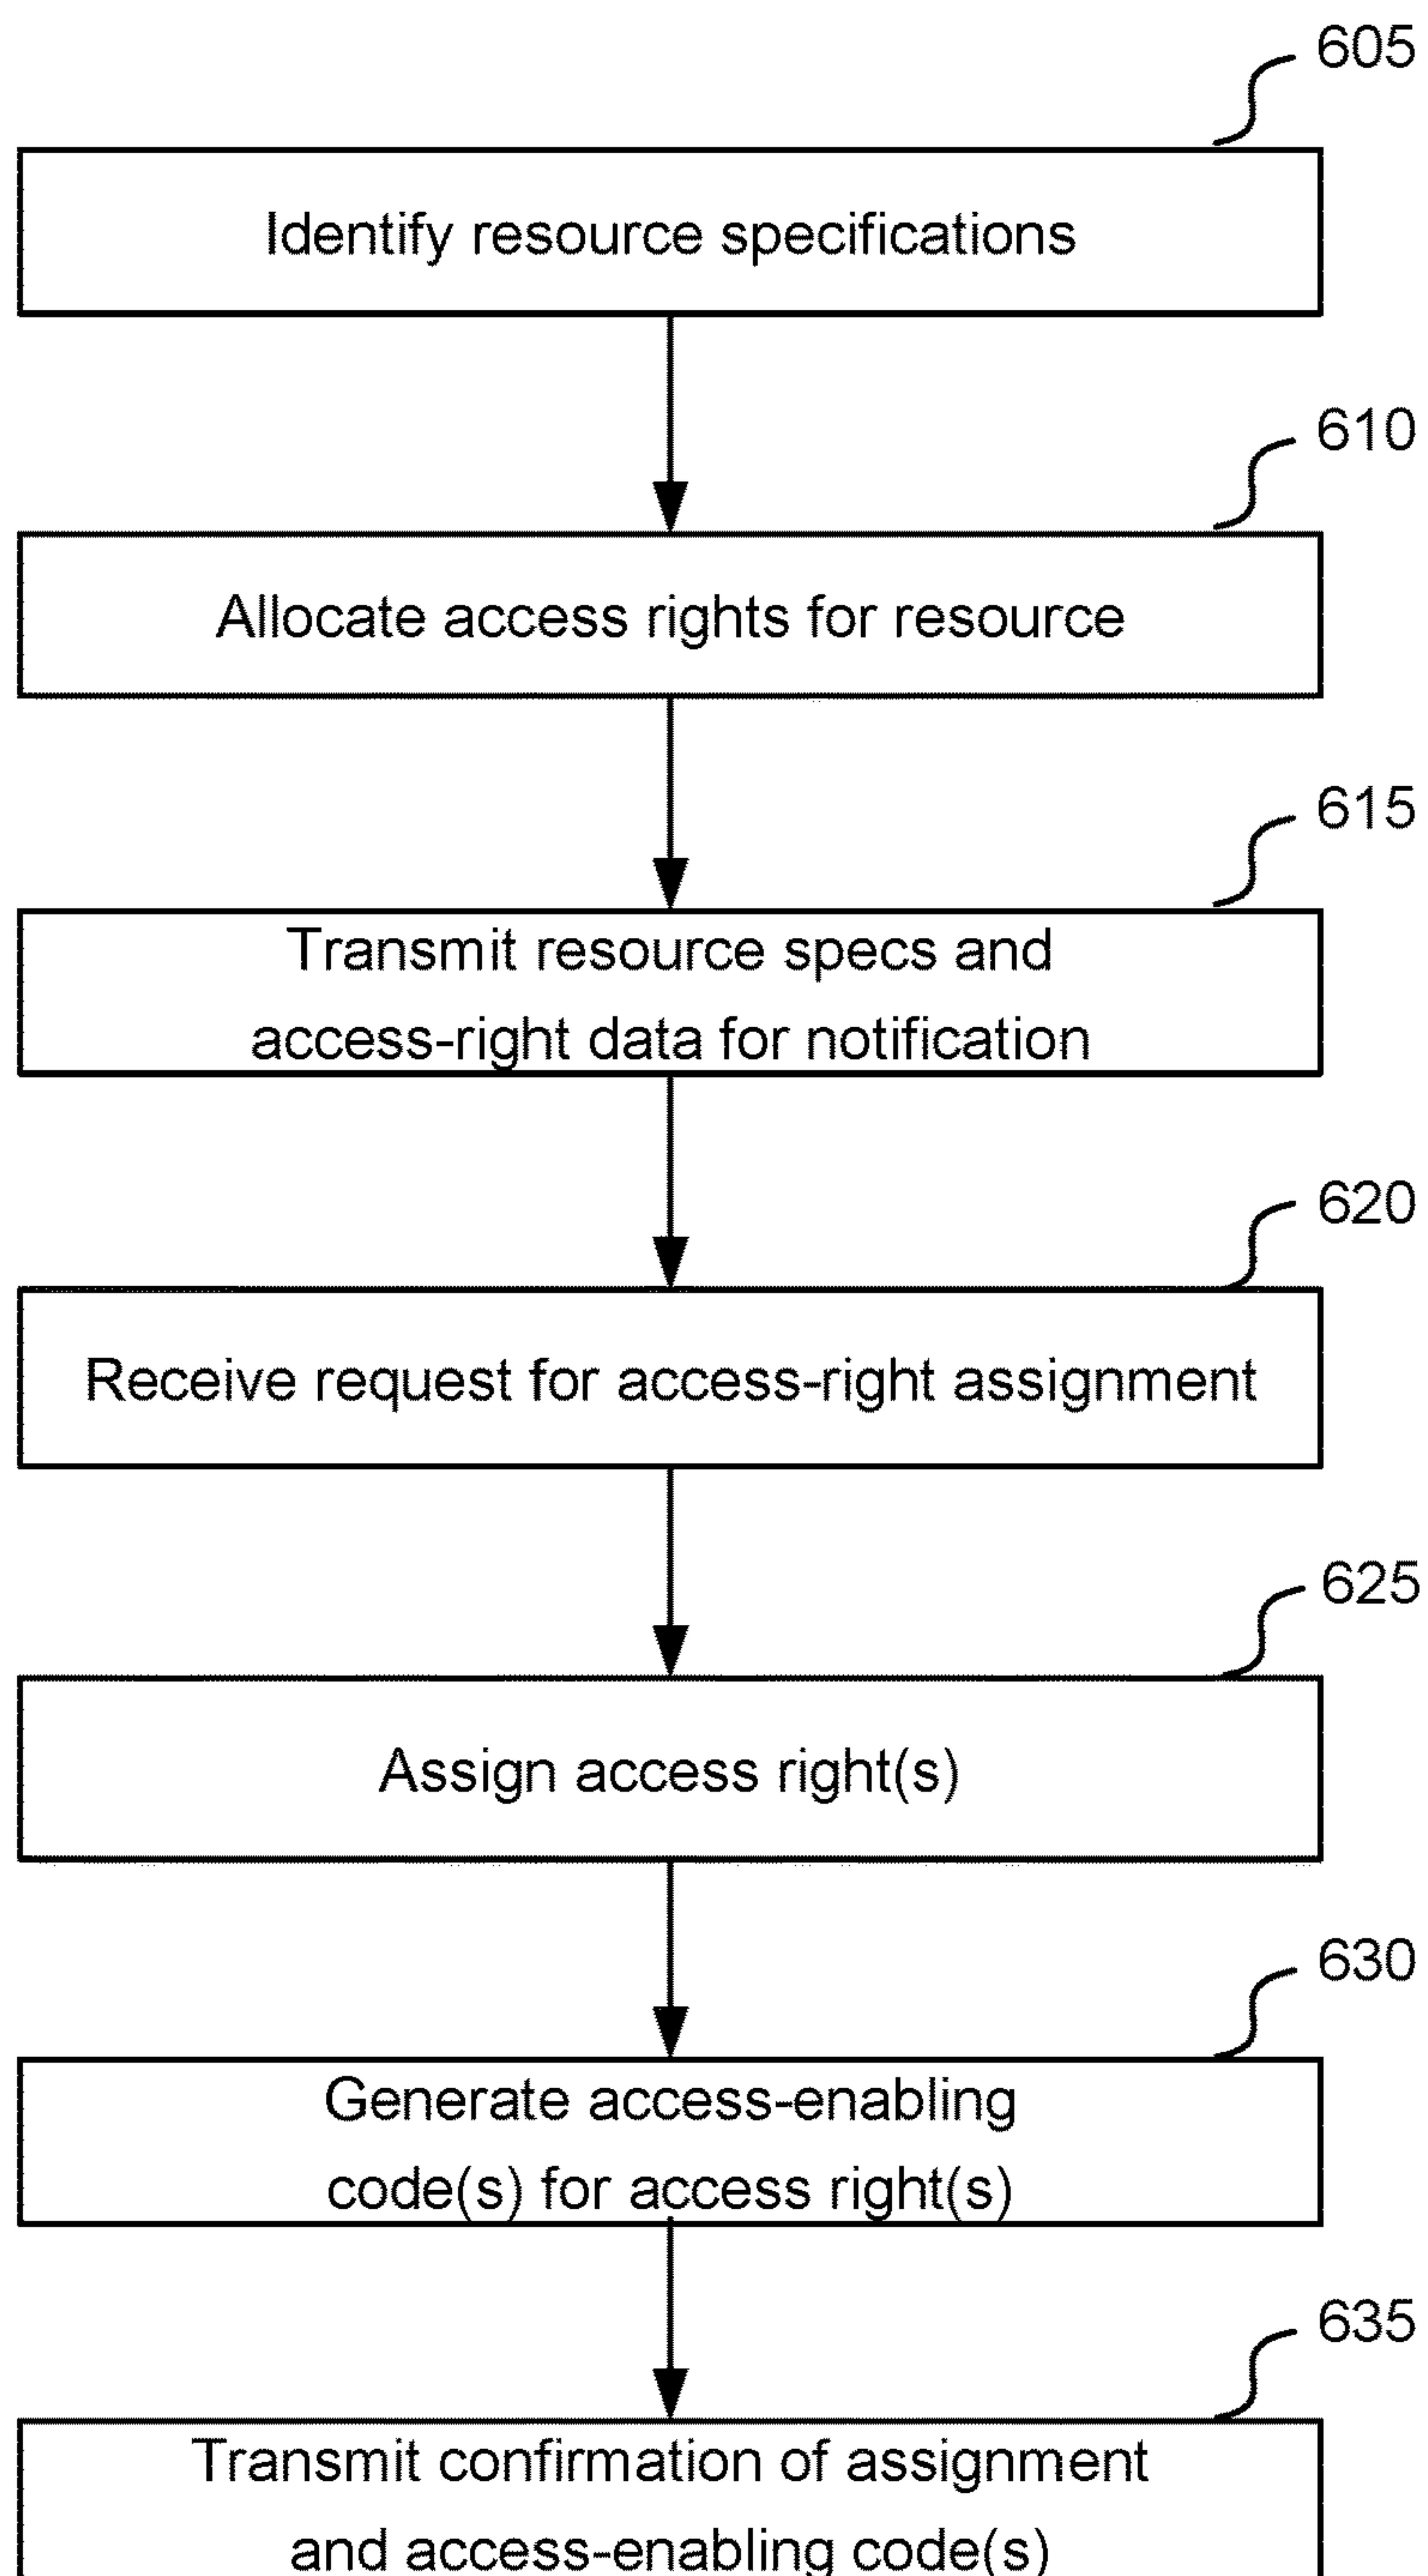 605
Identify resource specifications
610
Allocate access rights for resource
615
Transmit resource specs and
access-right data for notification
620
Receive request for access-right assignment
625
Assign access right(s)
630
Generate access-enabling
code(s) for access right(s)
635
Transmit confirmation of assignment
and access-enabling code(s)